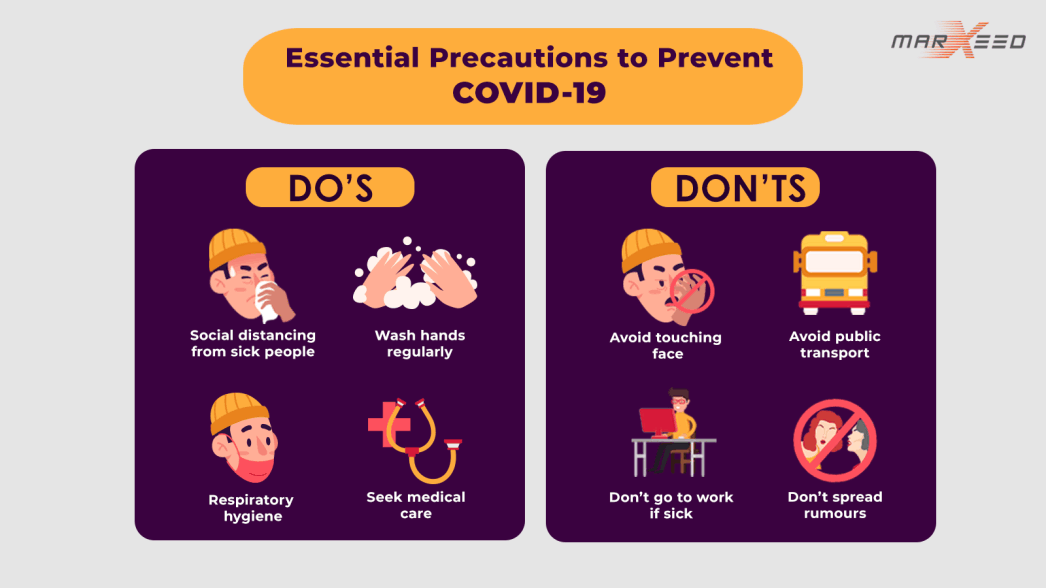 Essential Precautions to Prevent
COVID-19
MARXEED
DO'S
Social distancing
from sick people
Wash hands
regularly
Respiratory
hygiene
Seek medical
care
DON'TS
Avoid touching
face
Avoid public
transport
Don't go to work
if sick
Don't spread
rumours